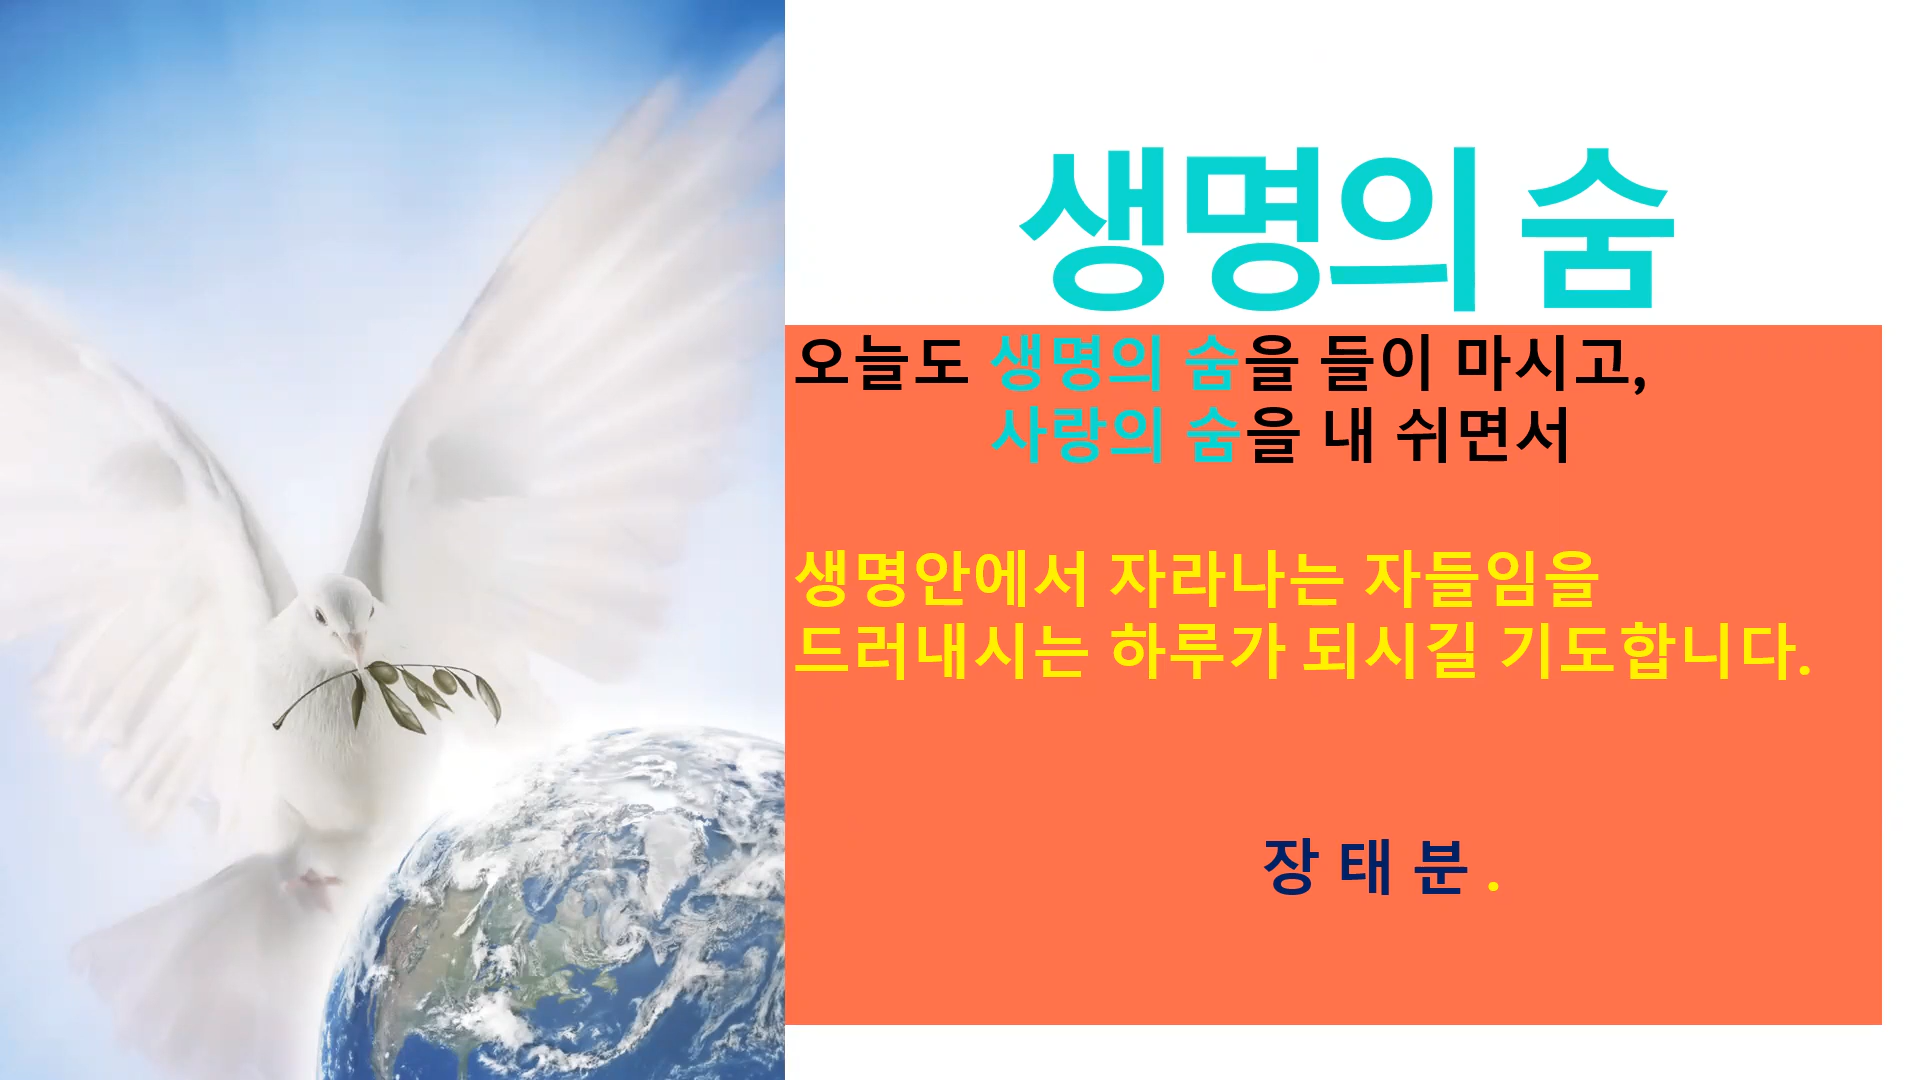 생명의 숨
오늘도 생명의 숨을 들이 마시고,
사랑의 숨을 내 쉬면서
생명안에서 자라나는 자들임을
드러내시는 하루가 되시길 기도합니다.
장 태 분 .